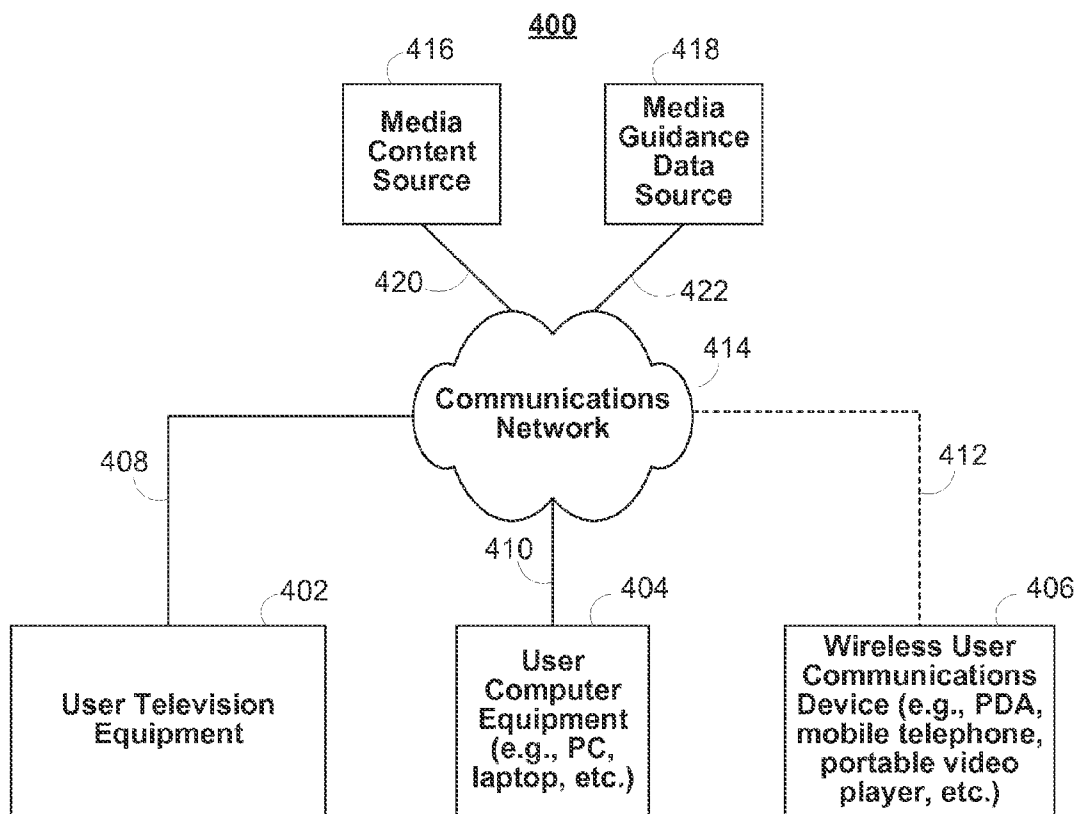 400
416
418
Media
Content
Source
Media
Guidance
Data
Source
420
422
414
Communications
Network
408
412
410
402
404
406
User Television
Equipment
User
Computer
Equipment
(e.g., PC,
laptop, etc.)
Wireless User
Communications
Device (e.g., PDA,
mobile telephone,
portable video
player, etc.)